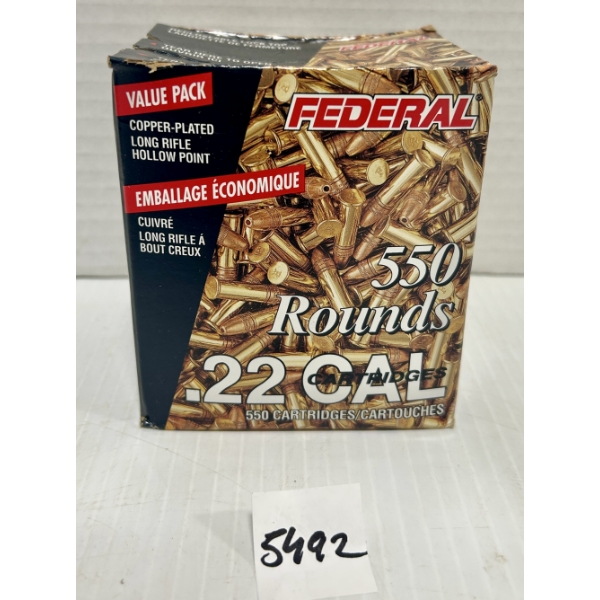 VALUE PACK
COPPER-PLATED
LONG RIFLE
HOLLOW POINT
EMBALLAGE ÉCONOMIQUE
CUIVRÉ
LONG RIFLE À
BOUT CREUX
FEDERAL®
550
Rounds
.22 CAL
CARTRIDGES
550 CARTRIDGES/CARTOUCHES
5492